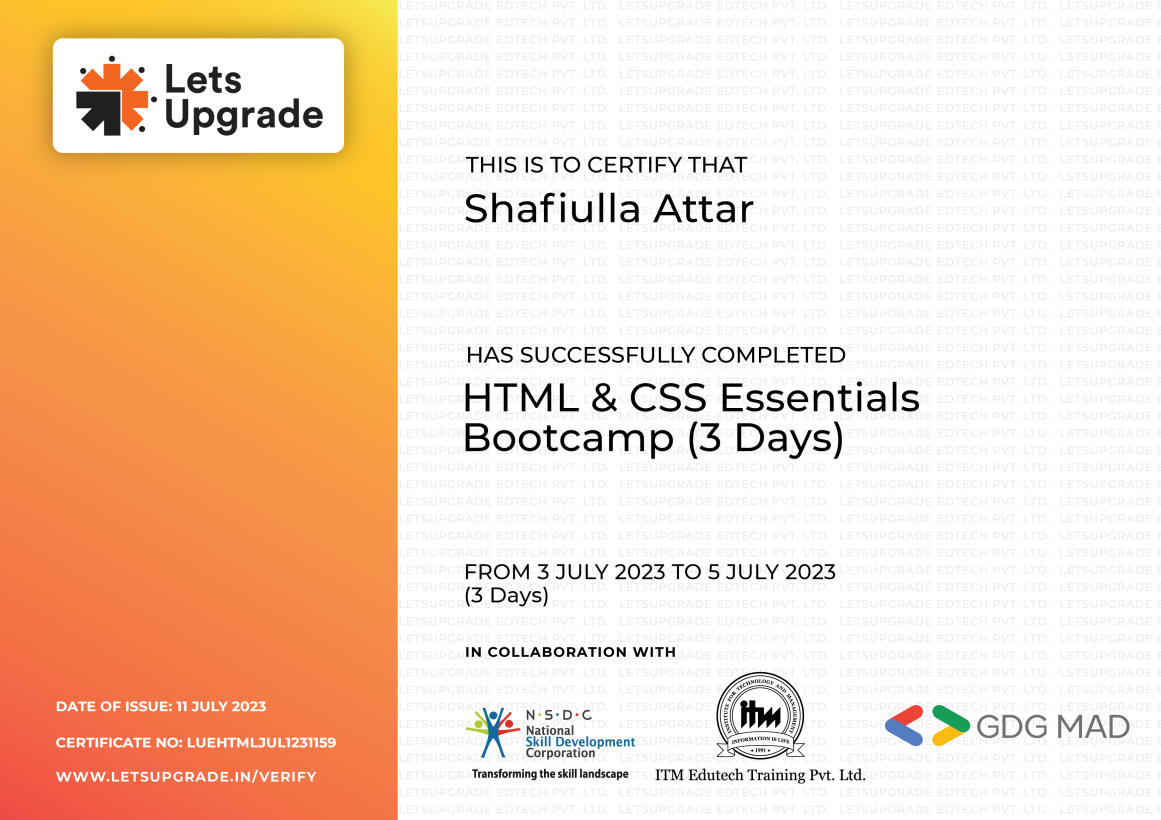 Lets
Upgrade
THIS IS TO CERTIFY THAT
Shafiulla Attar
HAS SUCCESSFULLY COMPLETED
HTML & CSS Essentials
Bootcamp (3 Days)
FROM 3 JULY 2023 TO 5 JULY 2023
(3 Days)
IN COLLABORATION WITH
N·S·D·C
National
Skill Development
Corporation
Transforming the skill landscape
INSTITUTE FOR TECHNOLOGY AND MANAGEMENT
itm
INFORMATION IS LIFE
• 1991 •
ITM Edutech Training Pvt. Ltd.
GDG MAD
DATE OF ISSUE: 11 JULY 2023
CERTIFICATE NO: LUEHTMLJUL1231159
WWW.LETSUPGRADE.IN/VERIFY
LETSUPGRADE EDTECH PVT. LTD.